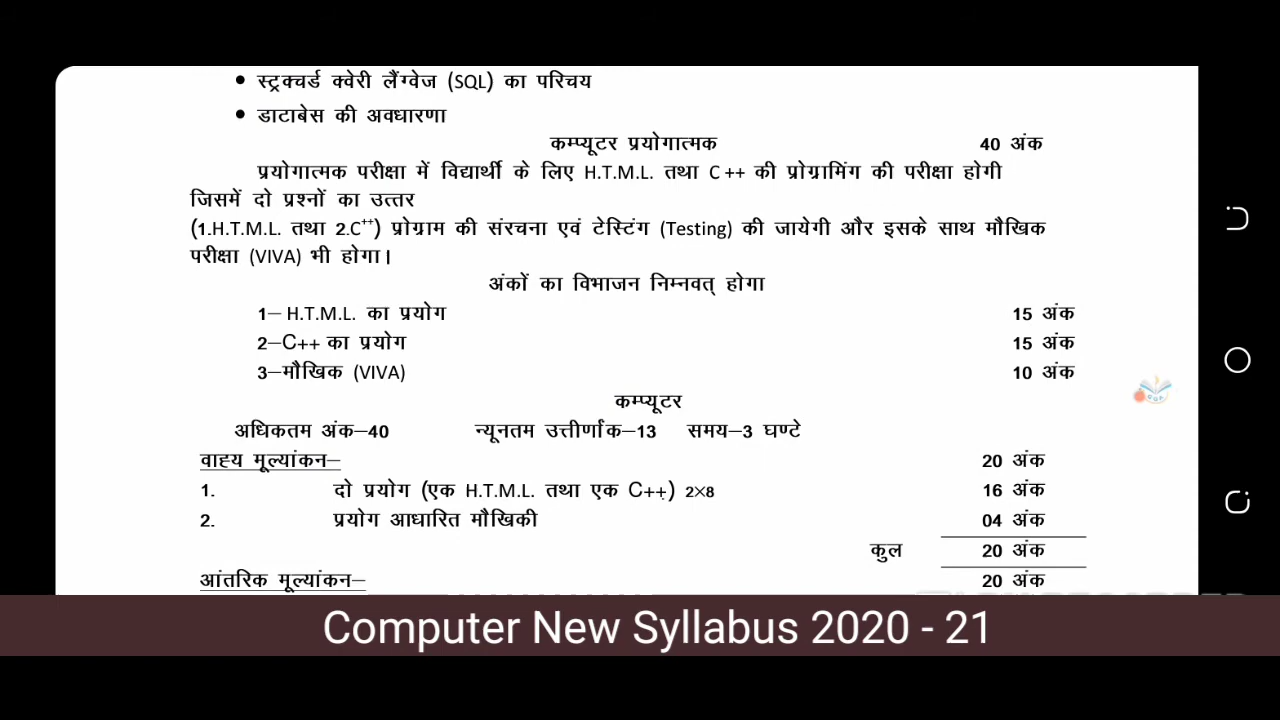 • स्ट्रक्चर्ड क्वेरी लैंग्वेज (SQL) का परिचय
• डाटाबेस की अवधारणा
कम्प्यूटर प्रयोगात्मक 40 अंक
प्रयोगात्मक परीक्षा में विद्यार्थी के लिए H.T.M.L. तथा C ++ की प्रोग्रामिंग की परीक्षा होगी
जिसमें दो प्रश्नों का उत्तर
(1.H.T.M.L. तथा 2.C++) प्रोग्राम की संरचना एवं टेस्टिंग (Testing) की जायेगी और इसके साथ मौखिक
परीक्षा (VIVA) भी होगा।
अंकों का विभाजन निम्नवत् होगा
1– H.T.M.L. का प्रयोग 15 अंक
2–C++ का प्रयोग 15 अंक
3–मौखिक (VIVA) 10 अंक
कम्प्यूटर
अधिकतम अंक–40 न्यूनतम उत्तीर्णांक–13 समय–3 घण्टे
वाह्य मूल्यांकन– 20 अंक
1. दो प्रयोग (एक H.T.M.L. तथा एक C++) 2×8 16 अंक
2. प्रयोग आधारित मौखिकी 04 अंक
कुल 20 अंक
आंतरिक मूल्यांकन– 20 अंक
Computer New Syllabus 2020 - 21